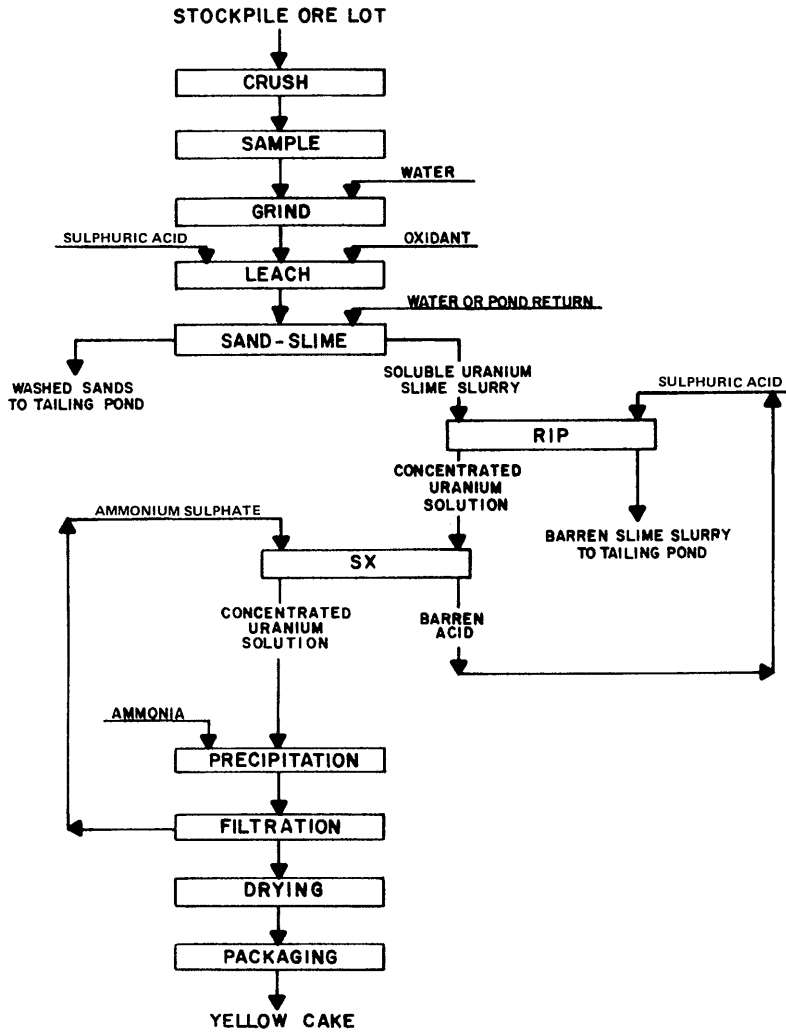 STOCKPILE ORE LOT
CRUSH
SAMPLE
WATER
GRIND
SULPHURIC ACID
OXIDANT
LEACH
WATER OR POND RETURN
SAND-SLIME
WASHED SANDS
TO TAILING POND
SOLUBLE URANIUM
SLIME SLURRY
SULPHURIC ACID
RIP
CONCENTRATED
URANIUM
SOLUTION
BARREN SLIME SLURRY
TO TAILING POND
AMMONIUM SULPHATE
SX
CONCENTRATED
URANIUM
SOLUTION
BARREN
ACID
AMMONIA
PRECIPITATION
FILTRATION
DRYING
PACKAGING
YELLOW CAKE